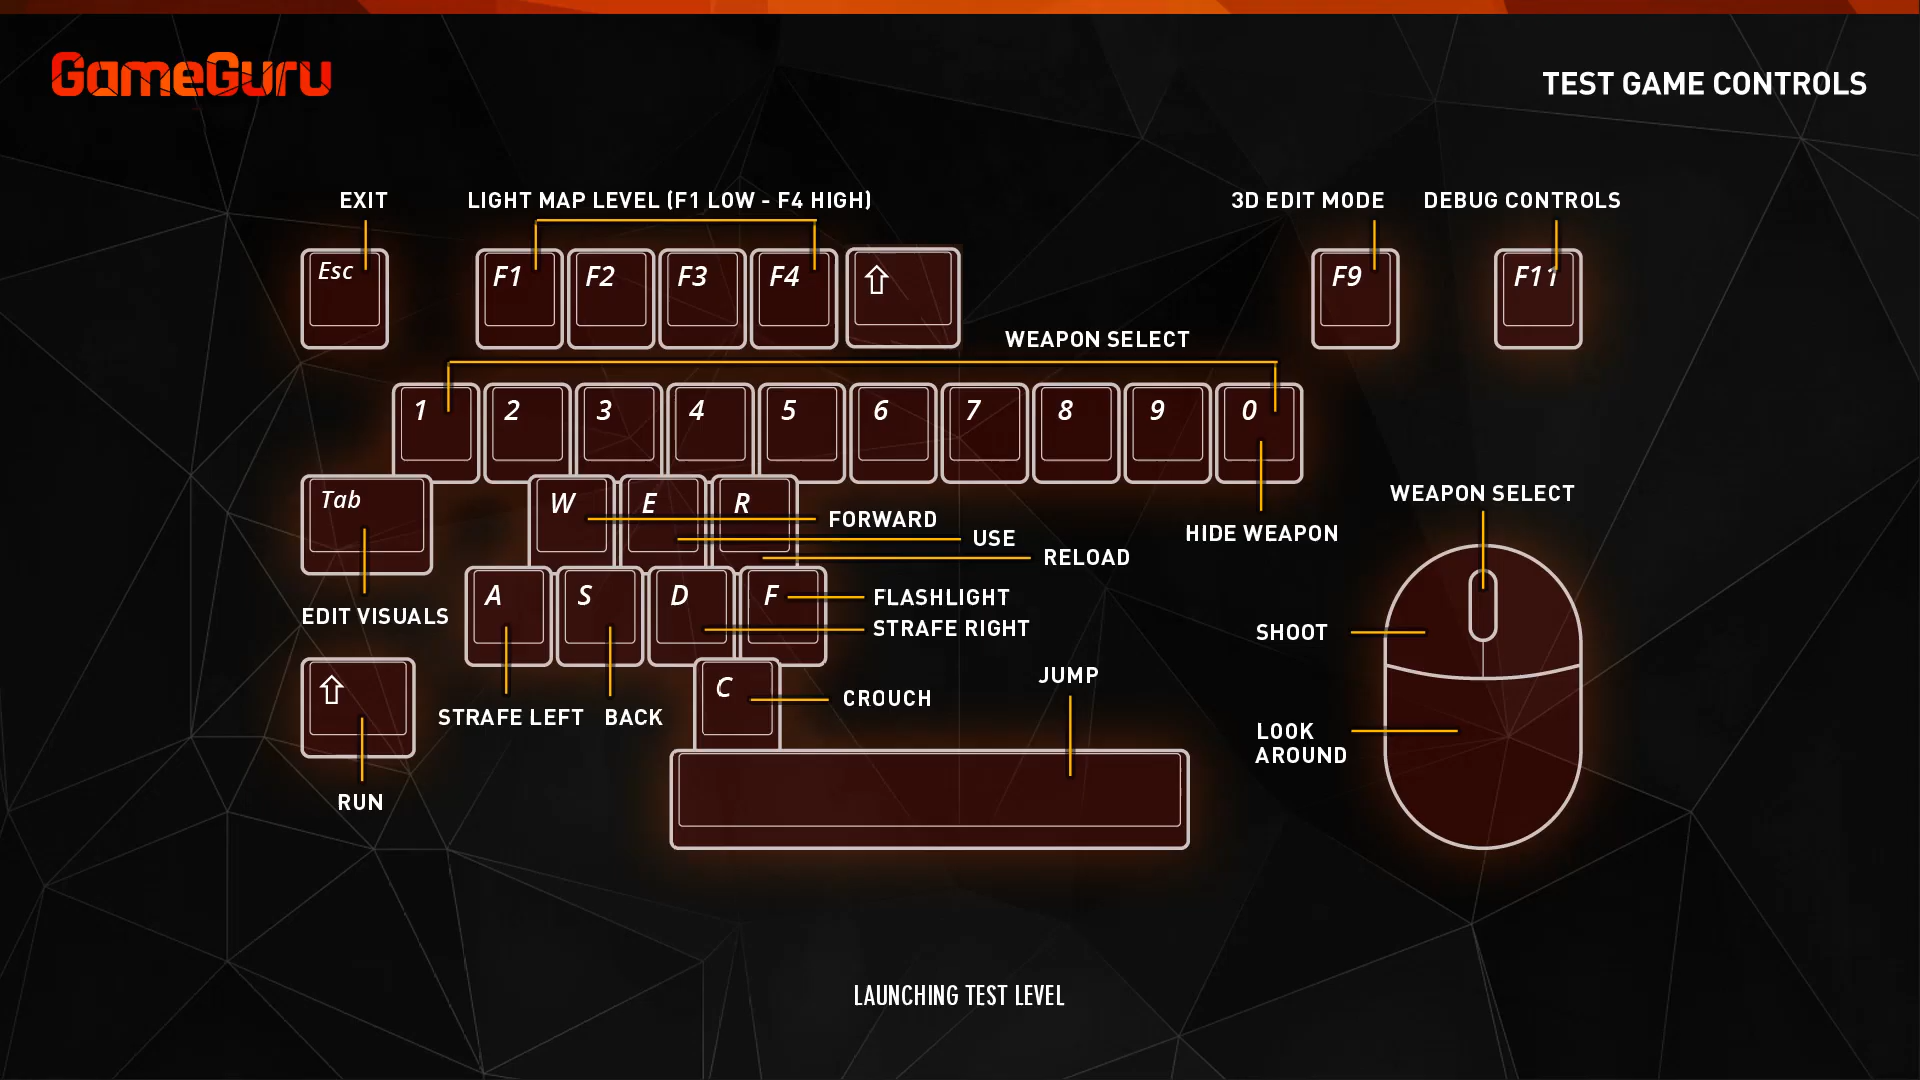 GameGuru
TEST GAME CONTROLS
EXIT
LIGHT MAP LEVEL (F1 LOW - F4 HIGH)
3D EDIT MODE
DEBUG CONTROLS
Esc
F1
F2
F3
F4
⇧
F9
F11
WEAPON SELECT
1
2
3
4
5
6
7
8
9
0
Tab
W
E
R
FORWARD
USE
RELOAD
HIDE WEAPON
WEAPON SELECT
EDIT VISUALS
A
S
D
F
FLASHLIGHT
STRAFE RIGHT
SHOOT
⇧
STRAFE LEFT
BACK
C
CROUCH
JUMP
LOOK
AROUND
RUN
LAUNCHING TEST LEVEL